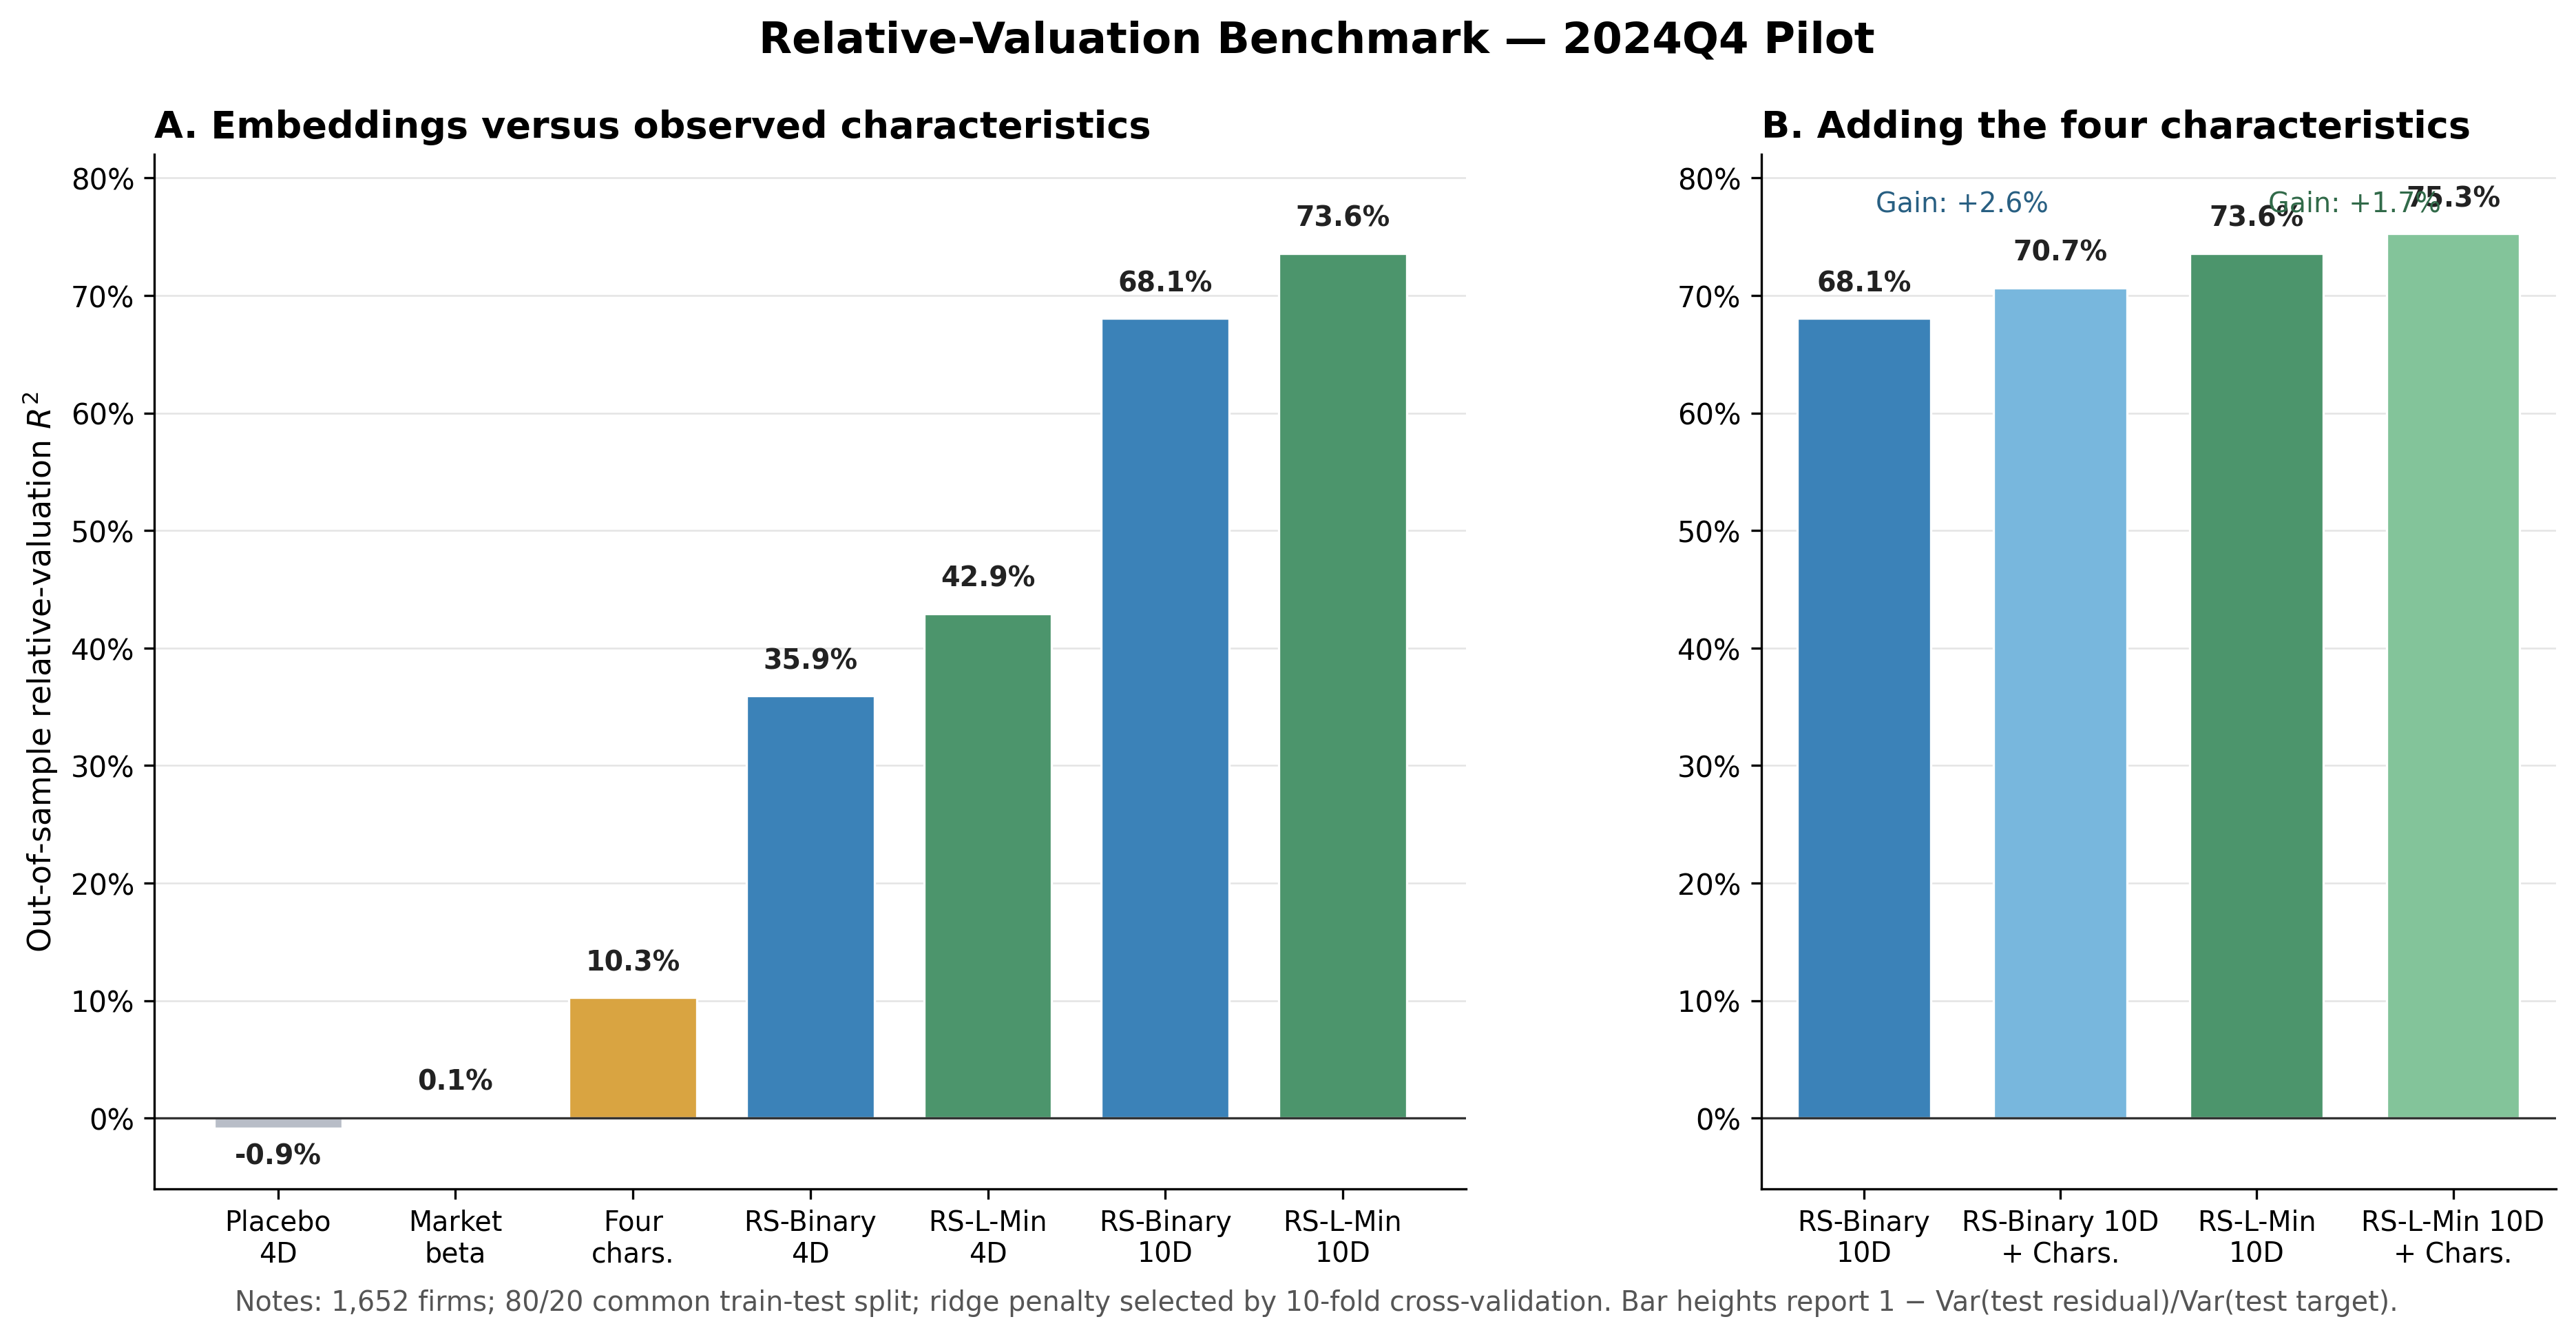 Relative-Valuation Benchmark — 2024Q4 Pilot
A. Embeddings versus observed characteristics
Out-of-sample relative-valuation R²
80%
70%
60%
50%
40%
30%
20%
10%
0%
-0.9%
0.1%
10.3%
35.9%
42.9%
68.1%
73.6%
Placebo
4D
Market
beta
Four
chars.
RS-Binary
4D
RS-L-Min
4D
RS-Binary
10D
RS-L-Min
10D
B. Adding the four characteristics
80%
70%
60%
50%
40%
30%
20%
10%
0%
Gain: +2.6%
Gain: +1.7%
68.1%
70.7%
73.6%
75.3%
RS-Binary
10D
RS-Binary 10D
+ Chars.
RS-L-Min
10D
RS-L-Min 10D
+ Chars.
Notes: 1,652 firms; 80/20 common train-test split; ridge penalty selected by 10-fold cross-validation. Bar heights report 1 − Var(test residual)/Var(test target).